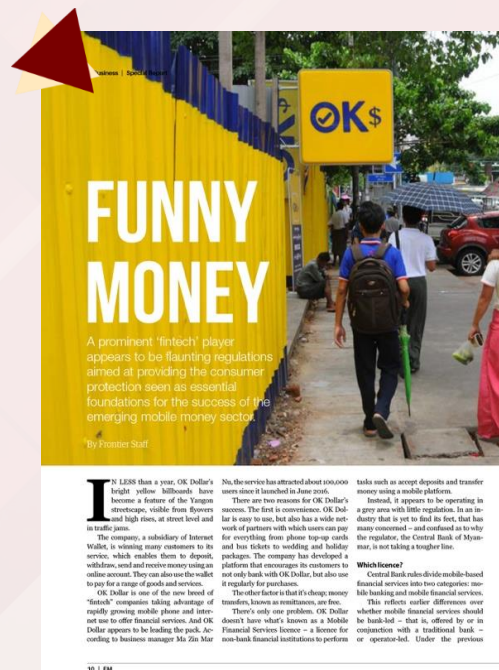 Business | Special Report
OK$
FUNNY
MONEY
A prominent 'fintech' player
appears to be flaunting regulations
aimed at providing the consumer
protection seen as essential
foundations for the success of the
emerging mobile money sector.
By Frontier Staff
IN LESS than a year, OK Dollar's
bright yellow billboards have
become a feature of the Yangon
streetscape, visible from flyovers
and high rises, at street level and
in traffic jams.
The company, a subsidiary of Internet
Wallet, is winning many customers to its
service, which enables them to deposit,
withdraw, send and receive money using an
online account. They can also use the wallet
to pay for a range of goods and services.
OK Dollar is one of the new breed of
"fintech" companies taking advantage of
rapidly growing mobile phone and inter-
net use to offer financial services. And OK
Dollar appears to be leading the pack. Ac-
cording to business manager Ma Zin Mar
Nu, the service has attracted about 100,000
users since it launched in June 2016.
There are two reasons for OK Dollar's
success. The first is convenience. OK Dol-
lar is easy to use, but also has a wide net-
work of partners with which users can pay
for everything from phone top-up cards
and bus tickets to wedding and holiday
packages. The company has developed a
platform that encourages its customers to
not only bank with OK Dollar, but also use
it regularly for purchases.
The other factor is that it's cheap; money
transfers, known as remittances, are free.
There's only one problem. OK Dollar
doesn't have what's known as a Mobile
Financial Services licence – a licence for
non-bank financial institutions to perform
tasks such as accept deposits and transfer
money using a mobile platform.
Instead, it appears to be operating in
a grey area with little regulation. In an in-
dustry that is yet to find its feet, that has
many concerned – and confused as to why
the regulator, the Central Bank of Myan-
mar, is not taking a tougher line.
Which licence?
Central Bank rules divide mobile-based
financial services into two categories: mo-
bile banking and mobile financial services.
This reflects earlier differences over
whether mobile financial services should
be bank-led – that is, offered by or in
conjunction with a traditional bank –
or operator-led. Under the previous
10 | FM